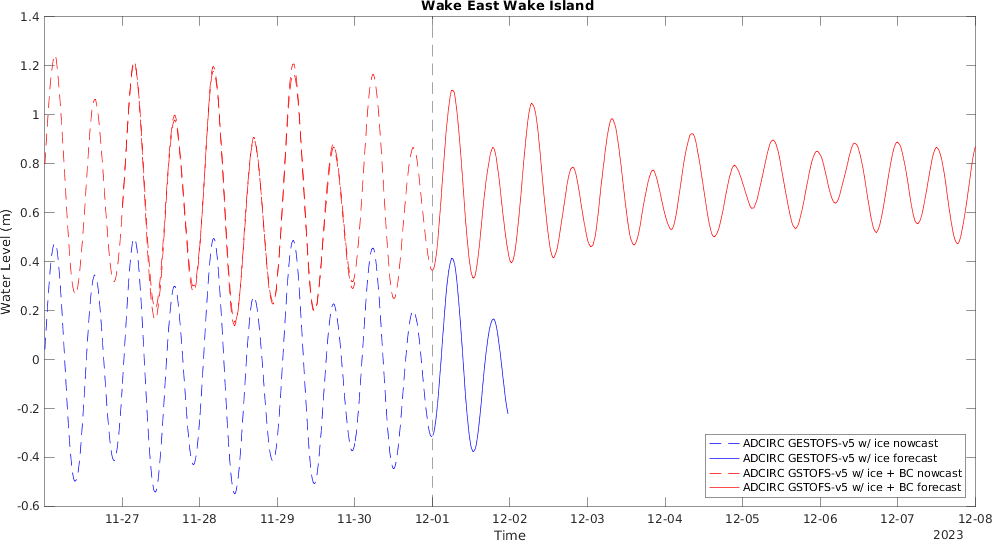 Wake East Wake Island
1.4
1.2
1
0.8
0.6
0.4
0.2
0
-0.2
-0.4
-0.6
Water Level (m)
ADCIRC GESTOFS-v5 w/ ice nowcast
ADCIRC GESTOFS-v5 w/ ice forecast
ADCIRC GSTOFS-v5 w/ ice + BC nowcast
ADCIRC GSTOFS-v5 w/ ice + BC forecast
11-27 11-28 11-29 11-30 12-01 12-02 12-03 12-04 12-05 12-06 12-07 12-08
Time
2023